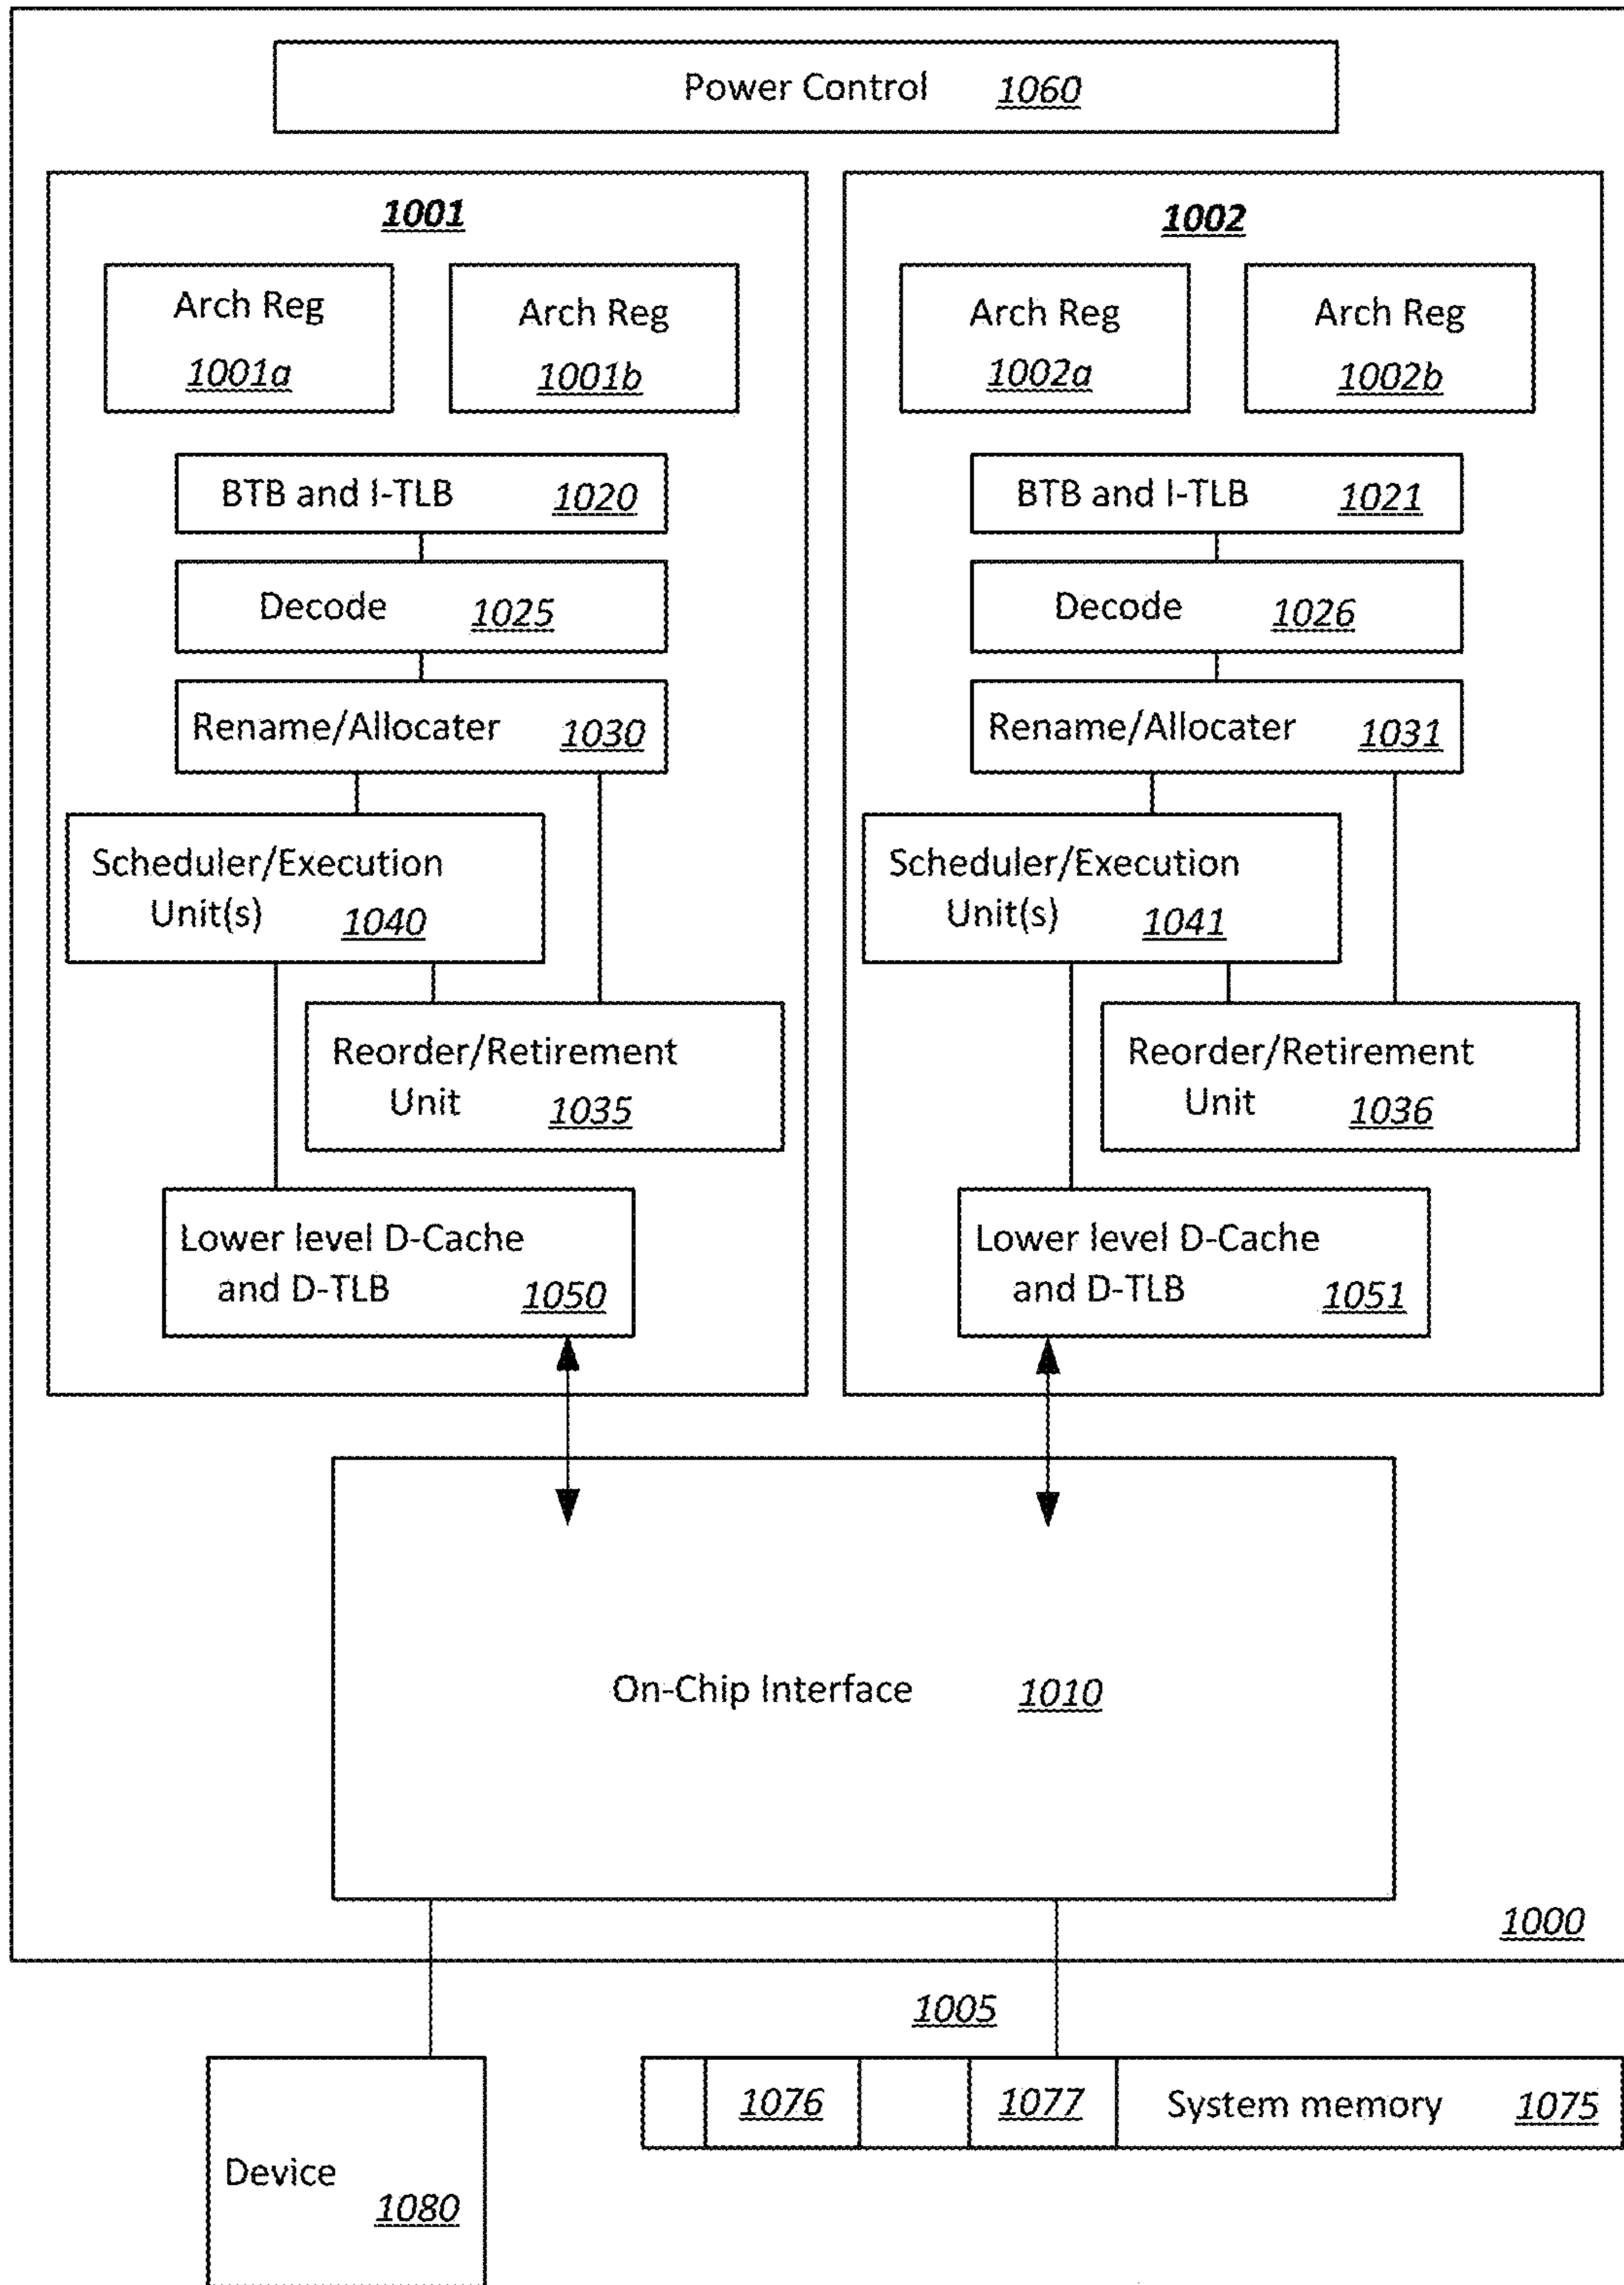 Power Control 1060
1001
Arch Reg
1001a
Arch Reg
1001b
BTB and I-TLB 1020
Decode 1025
Rename/Allocater 1030
Scheduler/Execution
Unit(s) 1040
Reorder/Retirement
Unit 1035
Lower level D-Cache
and D-TLB 1050
1002
Arch Reg
1002a
Arch Reg
1002b
BTB and I-TLB 1021
Decode 1026
Rename/Allocater 1031
Scheduler/Execution
Unit(s) 1041
Reorder/Retirement
Unit 1036
Lower level D-Cache
and D-TLB 1051
On-Chip Interface 1010
1000
1005
1076 1077 System memory 1075
Device
1080